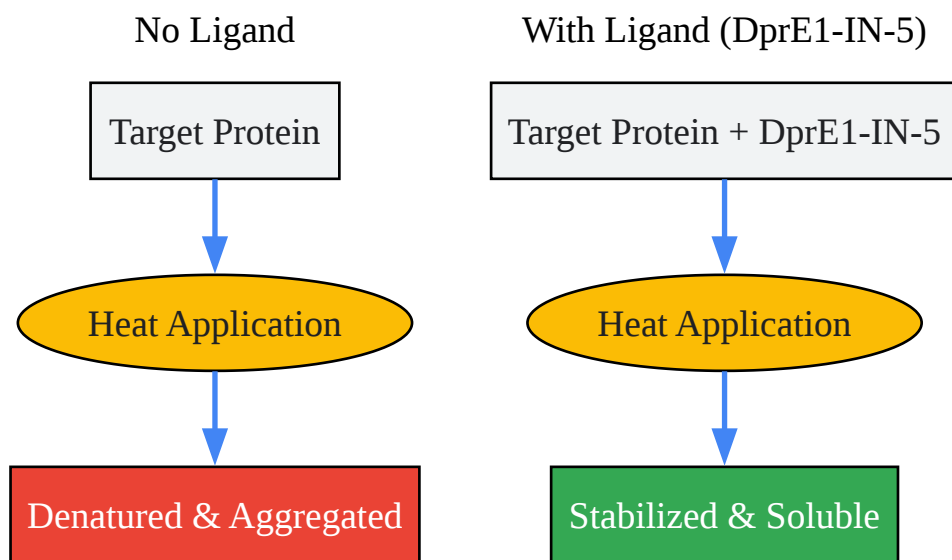 No Ligand
Target Protein
Heat Application
Denatured & Aggregated
With Ligand (DprE1-IN-5)
Target Protein + DprE1-IN-5
Heat Application
Stabilized & Soluble